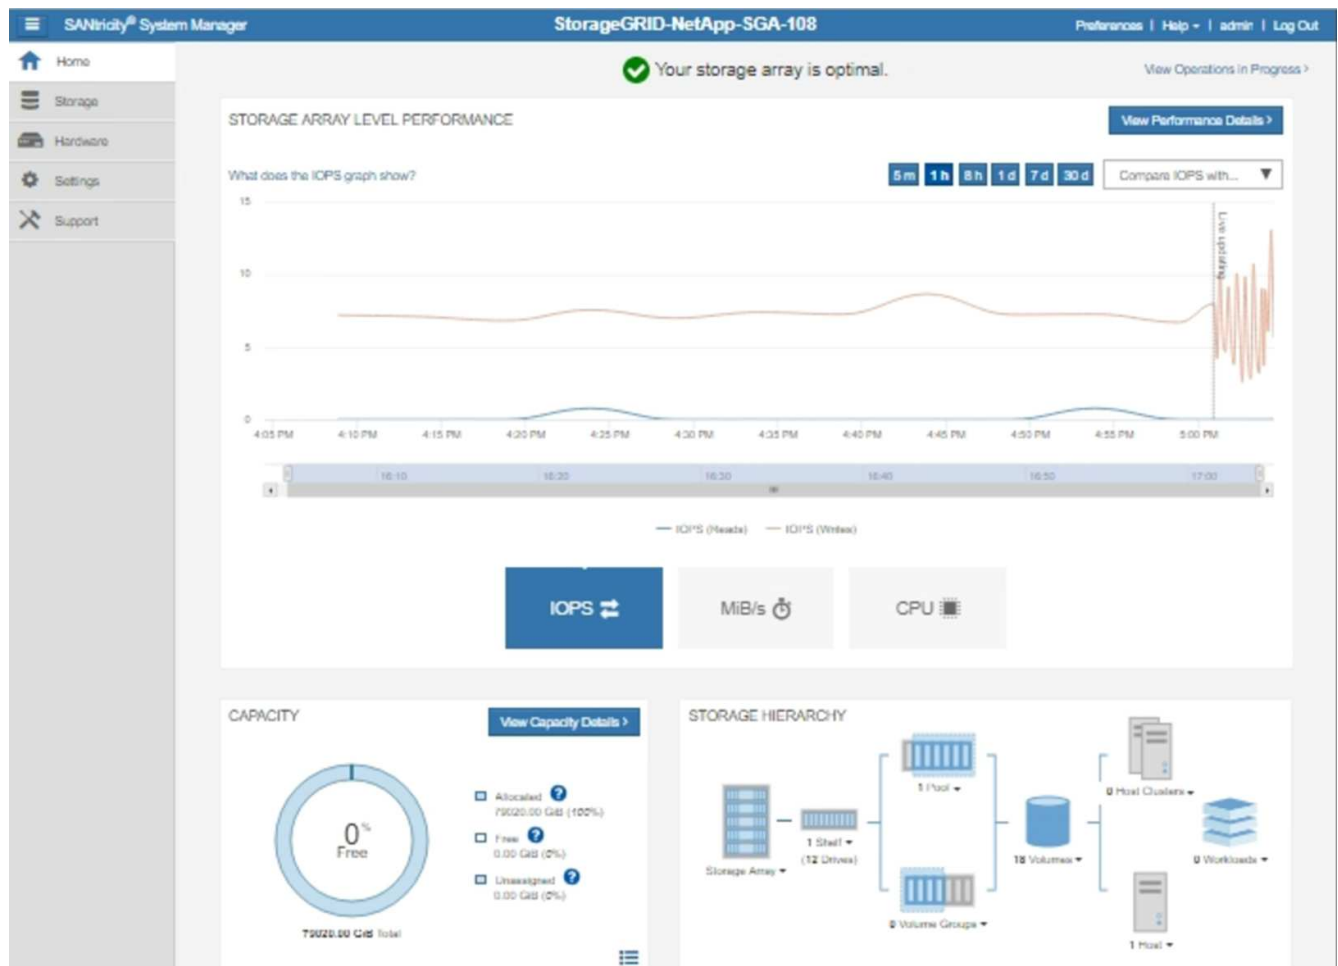 SANtricity® System Manager
StorageGRID-NetApp-SGA-108
Preferences | Help | admin | Log Out
Home
Storage
Hardware
Settings
Support
Your storage array is optimal.
View Operations in Progress >
STORAGE ARRAY LEVEL PERFORMANCE
View Performance Details >
What does the IOPS graph show?
5 m 1 h 8 h 1 d 7 d 30 d
Compare IOPS with...
15
10
5
0
Live updating
4:05 PM 4:10 PM 4:15 PM 4:20 PM 4:25 PM 4:30 PM 4:35 PM 4:40 PM 4:45 PM 4:50 PM 4:55 PM 5:00 PM
16:10 16:20 16:30 16:40 16:50 17:00
IOPS (Reads) IOPS (Writes)
IOPS
MiB/s
CPU
CAPACITY
View Capacity Details >
0%
Free
79020.00 GiB Total
Allocated ?
79020.00 GiB (100%)
Free ?
0.00 GiB (0%)
Unassigned ?
0.00 GiB (0%)
STORAGE HIERARCHY
Storage Array
1 Shelf
(12 Drives)
1 Pool
0 Volume Groups
18 Volumes
0 Host Clusters
1 Host
0 Workloads